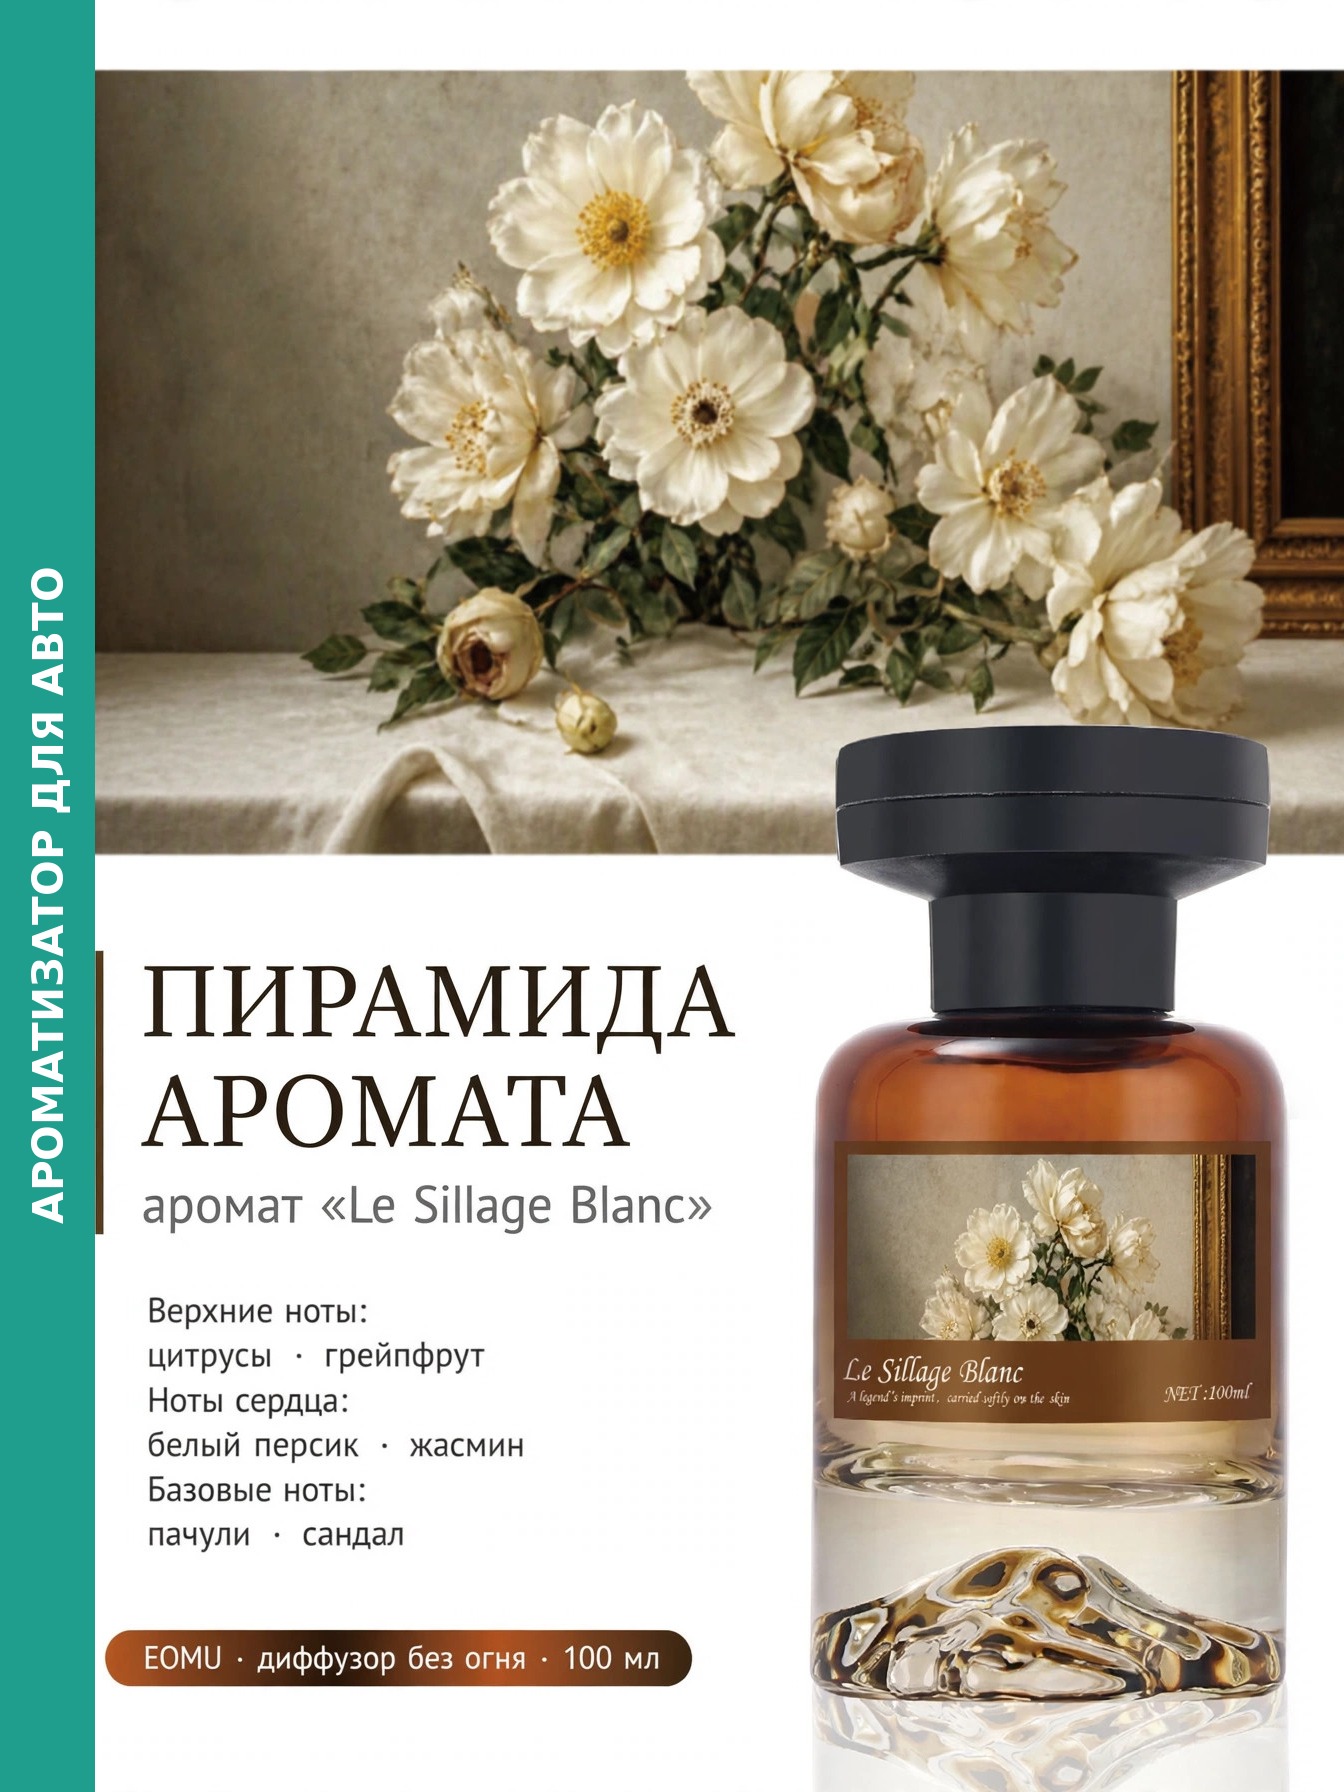 АРОМАТИЗАТОР ДЛЯ АВТО
ПИРАМИДА
АРОМАТА
аромат «Le Sillage Blanc»
Верхние ноты:
цитрусы · грейпфрут
Ноты сердца:
белый персик · жасмин
Базовые ноты:
пачули · сандал
EOMU · диффузор без огня · 100 мл
Le Sillage Blanc
A legend's imprint, carried softly on the skin
NET :100ml